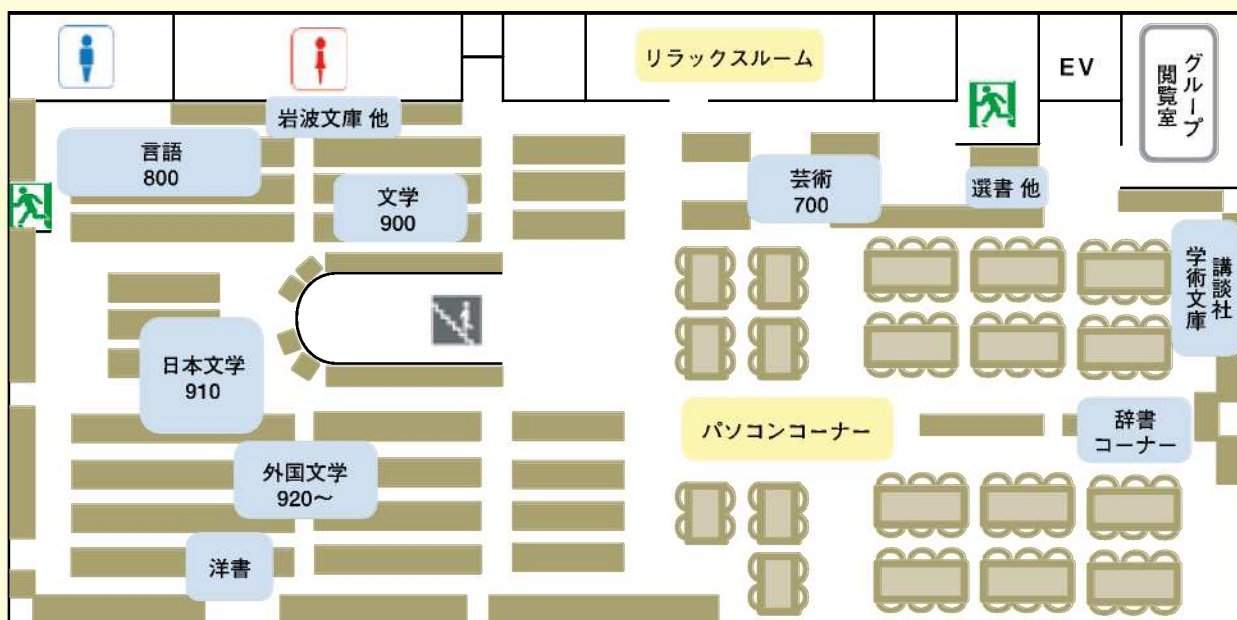 リラックスルーム
EV
グループ
閲覧室
岩波文庫 他
言語
800
文学
900
芸術
700
選書 他
講談社
学術文庫
日本文学
910
パソコンコーナー
辞書
コーナー
外国文学
920～
洋書